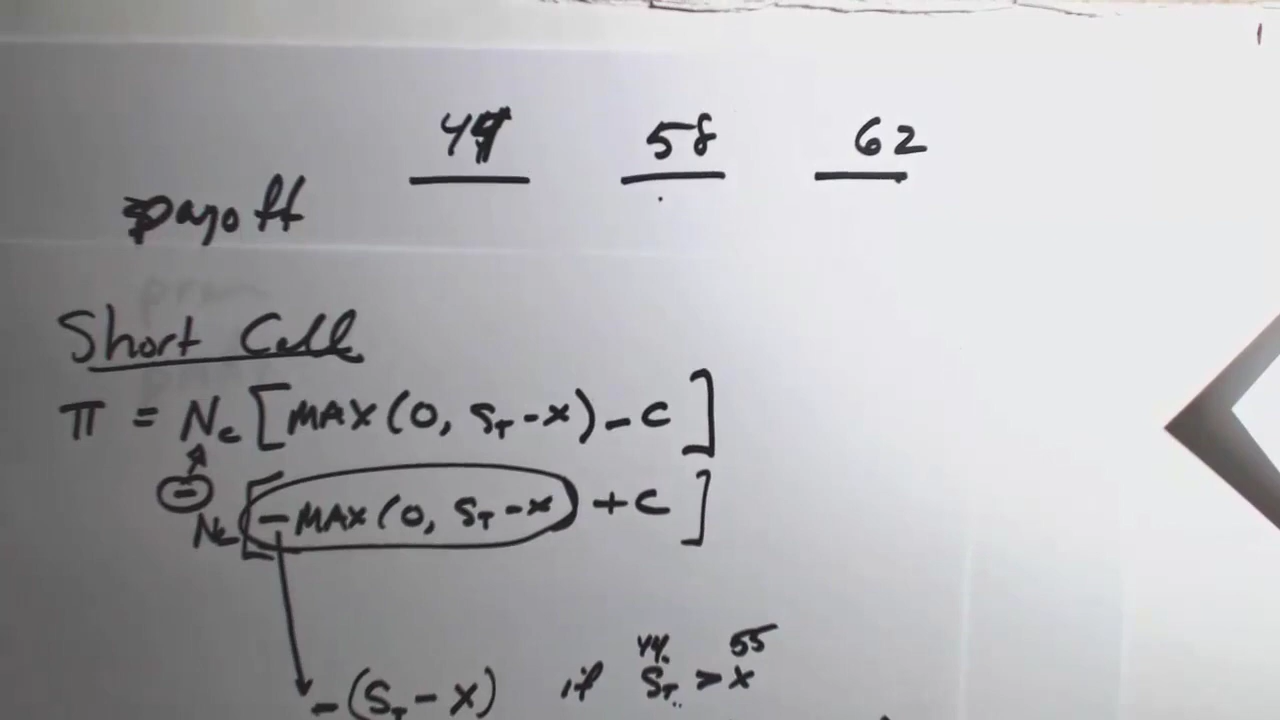 44 58 62
payoff
Short Call
π = Nc [MAX(0, ST - X) - C]
-
Nc [-MAX(0, ST - X) + C]
44 55
-(ST - X) if ST > X